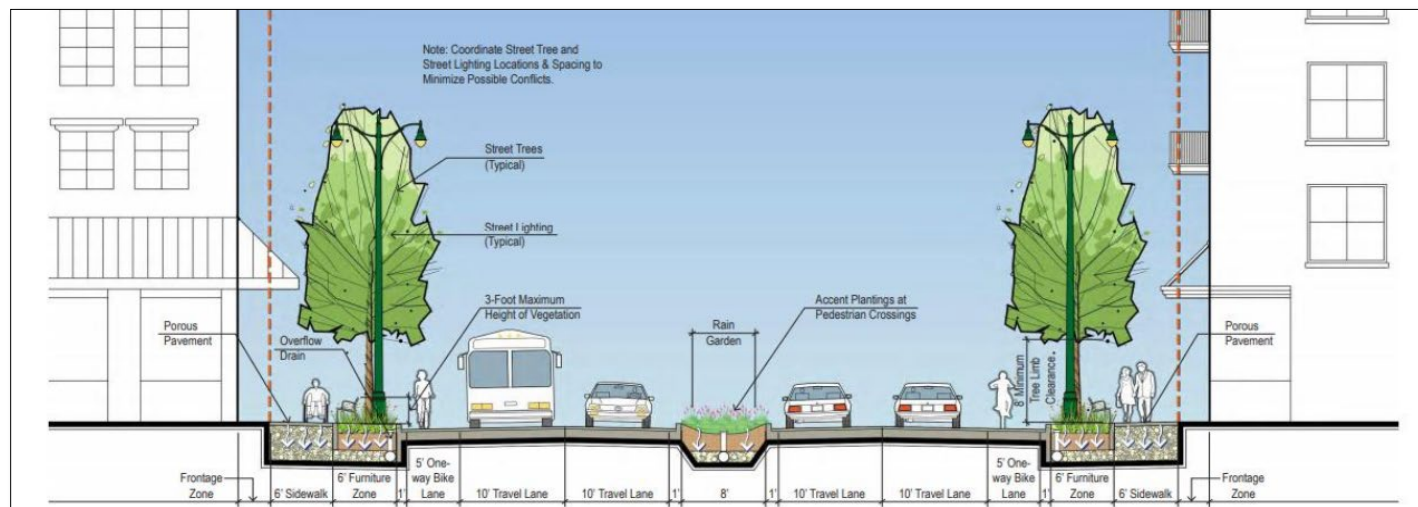 Note: Coordinate Street Tree and
Street Lighting Locations & Spacing to
Minimize Possible Conflicts.
Street Trees
(Typical)
Street Lighting
(Typical)
3-Foot Maximum
Height of Vegetation
Accent Plantings at
Pedestrian Crossings
Rain
Garden
Porous
Pavement
Overflow
Drain
8' Minimum
Tree Limb
Clearance
Porous
Pavement
Frontage
Zone
6' Sidewalk
6' Furniture
Zone
1'
5' One-
way Bike
Lane
10' Travel Lane
10' Travel Lane
1'
8'
1'
10' Travel Lane
10' Travel Lane
5' One-
way Bike
Lane
1'
6' Furniture
Zone
6' Sidewalk
Frontage
Zone